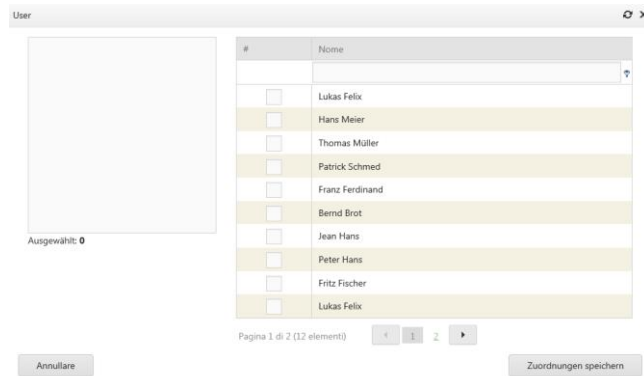 User
Ausgewählt: 0
# Nome
Lukas Felix
Hans Meier
Thomas Müller
Patrick Schmed
Franz Ferdinand
Bernd Brot
Jean Hans
Peter Hans
Fritz Fischer
Lukas Felix
Pagina 1 di 2 (12 elementi) 1 2
Annullare
Zuordnungen speichern